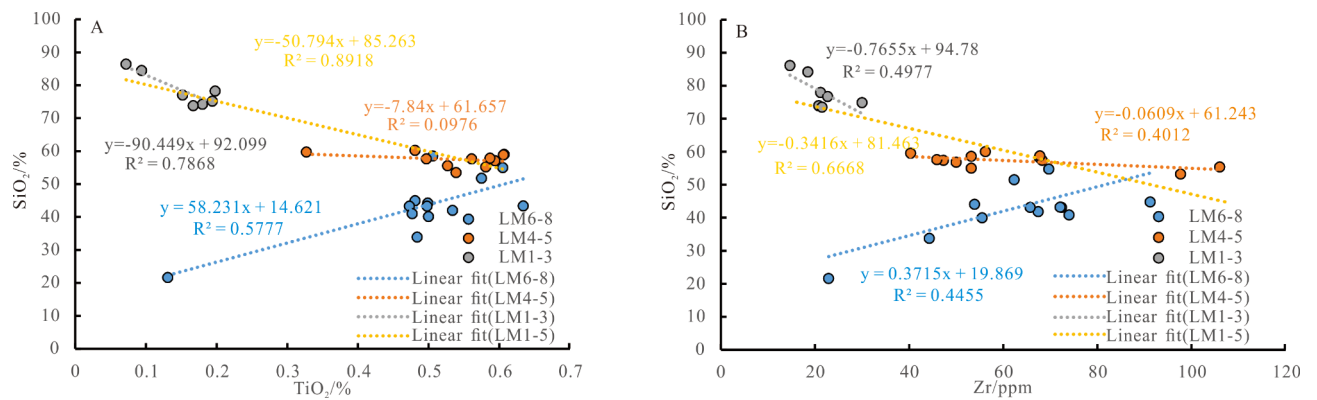 A
100
90
80
70
60
50
40
30
20
10
0
SiO₂/%
y=-50.794x + 85.263
R² = 0.8918
y=-7.84x + 61.657
R² = 0.0976
y=-90.449x + 92.099
R² = 0.7868
y = 58.231x + 14.621
R² = 0.5777
LM6-8
LM4-5
LM1-3
Linear fit(LM6-8)
Linear fit(LM4-5)
Linear fit(LM1-3)
Linear fit(LM1-5)
0 0.1 0.2 0.3 0.4 0.5 0.6 0.7
TiO₂/%
B
100
90
80
70
60
50
40
30
20
10
0
SiO₂/%
y=-0.7655x + 94.78
R² = 0.4977
y=-0.0609x + 61.243
R² = 0.4012
y=-0.3416x + 81.463
R² = 0.6668
y = 0.3715x + 19.869
R² = 0.4455
LM6-8
LM4-5
LM1-3
Linear fit(LM6-8)
Linear fit(LM4-5)
Linear fit(LM1-3)
Linear fit(LM1-5)
0 20 40 60 80 100 120
Zr/ppm